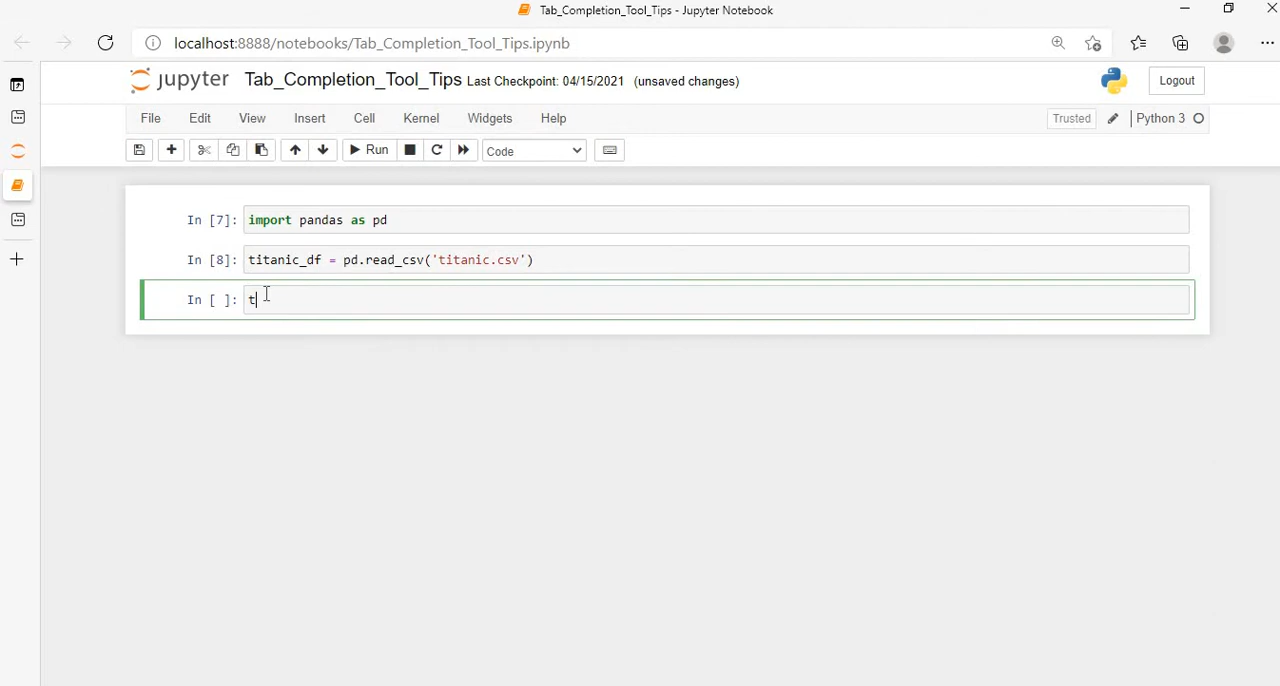 Tab_Completion_Tool_Tips - Jupyter Notebook
localhost:8888/notebooks/Tab_Completion_Tool_Tips.ipynb
jupyter Tab_Completion_Tool_Tips Last Checkpoint: 04/15/2021 (unsaved changes) Logout
File Edit View Insert Cell Kernel Widgets Help Trusted Python 3
Run Code
In [7]: import pandas as pd
In [8]: titanic_df = pd.read_csv('titanic.csv')
In [ ]: t